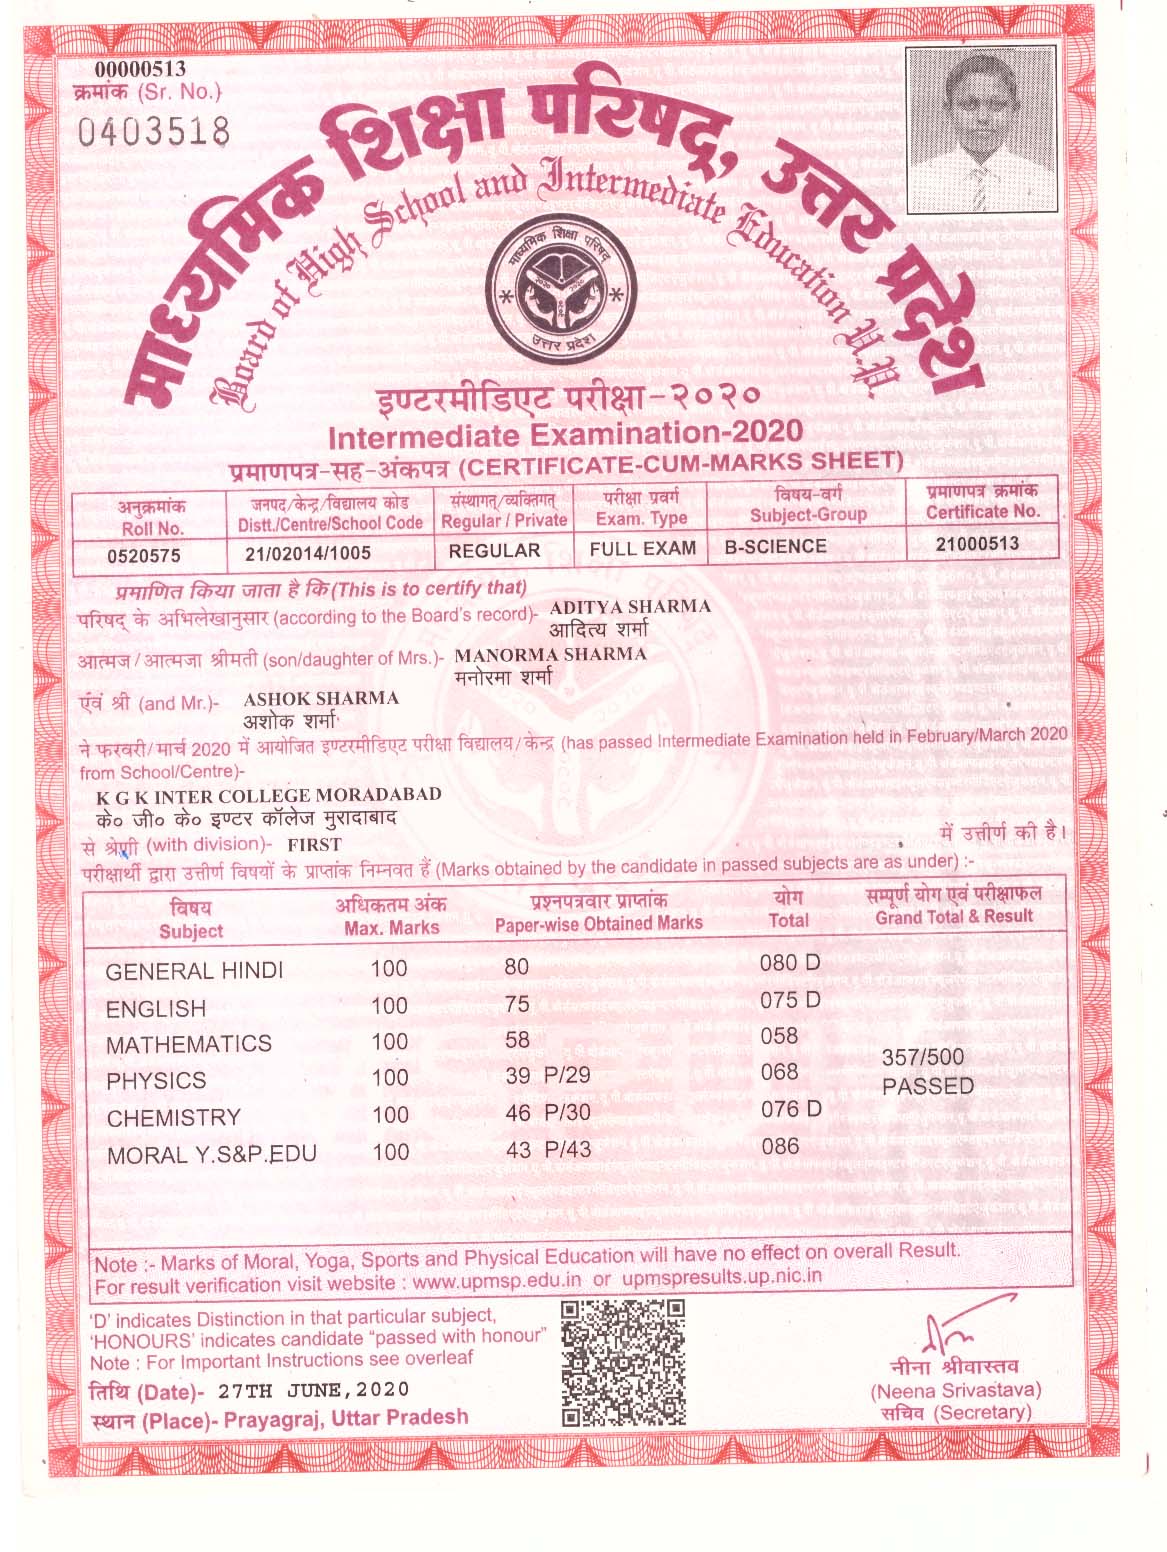 00000513
क्रमांक (Sr. No.)
0403518
माध्यमिक शिक्षा परिषद्, उत्तर प्रदेश
Board of High School and Intermediate Education U.P.
माध्यमिक शिक्षा परिषद
उत्तर प्रदेश
इण्टरमीडिएट परीक्षा-२०२०
Intermediate Examination-2020
प्रमाणपत्र-सह-अंकपत्र (CERTIFICATE-CUM-MARKS SHEET)
अनुक्रमांक जनपद/केन्द्र/विद्यालय कोड संस्थागत्/व्यक्तिगत् परीक्षा प्रवर्ग विषय-वर्ग प्रमाणपत्र क्रमांक
Roll No. Distt./Centre/School Code Regular / Private Exam. Type Subject-Group Certificate No.
0520575 21/02014/1005 REGULAR FULL EXAM B-SCIENCE 21000513
प्रमाणित किया जाता है कि (This is to certify that)
परिषद् के अभिलेखानुसार (according to the Board's record)- ADITYA SHARMA
आदित्य शर्मा
आत्मज/आत्मजा श्रीमती (son/daughter of Mrs.)- MANORMA SHARMA
मनोरमा शर्मा
एंवं श्री (and Mr.)- ASHOK SHARMA
अशोक शर्मा
ने फरवरी/मार्च 2020 में आयोजित इण्टरमीडिएट परीक्षा विद्यालय/केन्द्र (has passed Intermediate Examination held in February/March 2020
from School/Centre)-
K G K INTER COLLEGE MORADABAD
के० जी० के० इण्टर कॉलेज मुरादाबाद
से श्रेणी (with division)- FIRST में उत्तीर्ण की है।
परीक्षार्थी द्वारा उत्तीर्ण विषयों के प्राप्तांक निम्नवत हैं (Marks obtained by the candidate in passed subjects are as under) :-
विषय अधिकतम अंक प्रश्नपत्रवार प्राप्तांक योग सम्पूर्ण योग एवं परीक्षाफल
Subject Max. Marks Paper-wise Obtained Marks Total Grand Total & Result
GENERAL HINDI 100 80 080 D
ENGLISH 100 75 075 D
MATHEMATICS 100 58 058
357/500
PHYSICS 100 39 P/29 068
PASSED
CHEMISTRY 100 46 P/30 076 D
MORAL Y.S&P.EDU 100 43 P/43 086
Note :- Marks of Moral, Yoga, Sports and Physical Education will have no effect on overall Result.
For result verification visit website : www.upmsp.edu.in or upmspresults.up.nic.in
'D' indicates Distinction in that particular subject,
'HONOURS' indicates candidate "passed with honour"
Note : For Important Instructions see overleaf
तिथि (Date)- 27TH JUNE,2020
स्थान (Place)- Prayagraj, Uttar Pradesh
नीना श्रीवास्तव
(Neena Srivastava)
सचिव (Secretary)